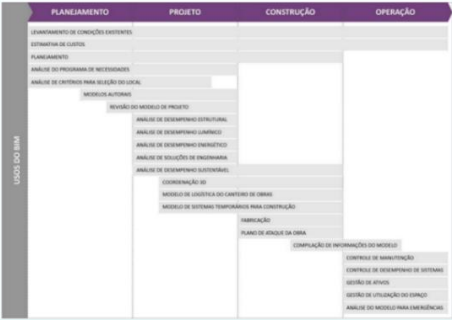 PLANEJAMENTO PROJETO CONSTRUÇÃO OPERAÇÃO
USOS DO BIM
LEVANTAMENTO DE CONDIÇÕES EXISTENTES
ESTIMATIVA DE CUSTOS
PLANEJAMENTO
ANÁLISE DO PROGRAMA DE NECESSIDADES
ANÁLISE DE CRITÉRIOS PARA SELEÇÃO DO LOCAL
MODELOS AUTORAIS
REVISÃO DO MODELO DE PROJETO
ANÁLISE DE DESEMPENHO ESTRUTURAL
ANÁLISE DE DESEMPENHO LUMÍNICO
ANÁLISE DE DESEMPENHO ENERGÉTICO
ANÁLISE DE SOLUÇÕES DE ENGENHARIA
ANÁLISE DE DESEMPENHO SUSTENTÁVEL
COORDENAÇÃO 3D
MODELO DE LOGÍSTICA DO CANTEIRO DE OBRAS
MODELO DE SISTEMAS TEMPORÁRIOS PARA CONSTRUÇÃO
FABRICAÇÃO
PLANO DE ATAQUE DA OBRA
COMPILAÇÃO DE INFORMAÇÕES DO MODELO
CONTROLE DE MANUTENÇÃO
CONTROLE DE DESEMPENHO DE SISTEMAS
GESTÃO DE ATIVOS
GESTÃO DE UTILIZAÇÃO DO ESPAÇO
ANÁLISE DO MODELO PARA EMERGÊNCIAS